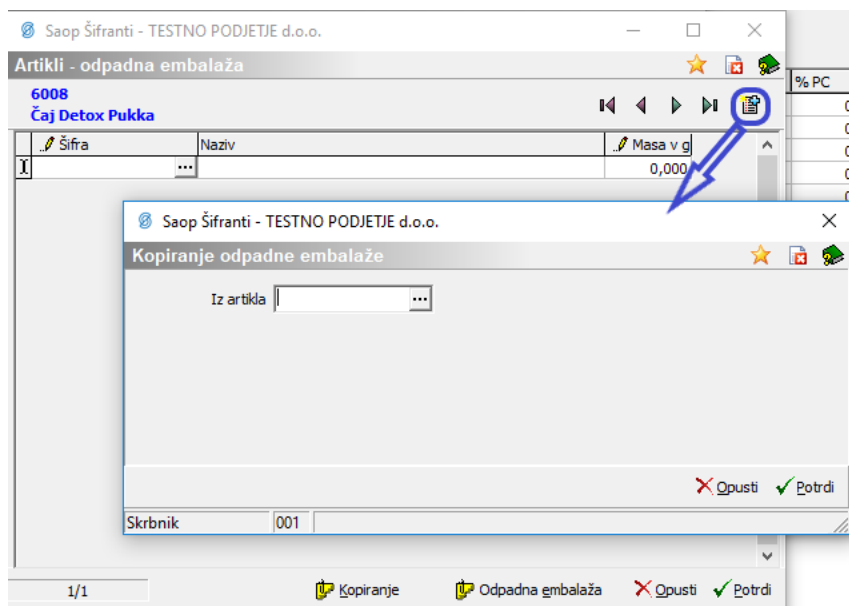 Saop Šifranti - TESTNO PODJETJE d.o.o.
Artikli - odpadna embalaža
% PC
6008
Čaj Detox Pukka
Šifra Naziv Masa v g
0,000
Saop Šifranti - TESTNO PODJETJE d.o.o.
Kopiranje odpadne embalaže
Iz artikla
Opusti Potrdi
Skrbnik 001
1/1 Kopiranje Odpadna embalaža Opusti Potrdi